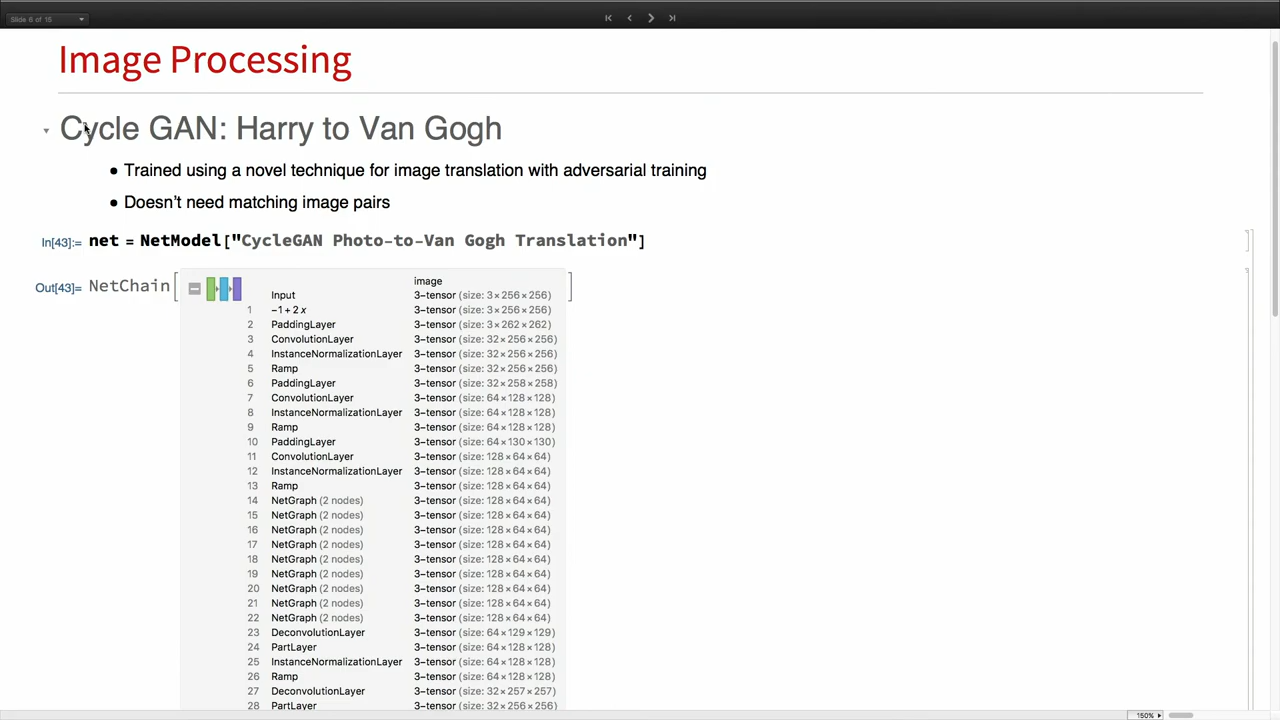 Slide 6 of 15
Image Processing
Cycle GAN: Harry to Van Gogh
• Trained using a novel technique for image translation with adversarial training
• Doesn't need matching image pairs
In[43]:= net = NetModel["CycleGAN Photo-to-Van Gogh Translation"]
Out[43]= NetChain[ ]
image
Input 3-tensor (size: 3×256×256)
1 −1+2 x 3-tensor (size: 3×256×256)
2 PaddingLayer 3-tensor (size: 3×262×262)
3 ConvolutionLayer 3-tensor (size: 32×256×256)
4 InstanceNormalizationLayer 3-tensor (size: 32×256×256)
5 Ramp 3-tensor (size: 32×256×256)
6 PaddingLayer 3-tensor (size: 32×258×258)
7 ConvolutionLayer 3-tensor (size: 64×128×128)
8 InstanceNormalizationLayer 3-tensor (size: 64×128×128)
9 Ramp 3-tensor (size: 64×128×128)
10 PaddingLayer 3-tensor (size: 64×130×130)
11 ConvolutionLayer 3-tensor (size: 128×64×64)
12 InstanceNormalizationLayer 3-tensor (size: 128×64×64)
13 Ramp 3-tensor (size: 128×64×64)
14 NetGraph (2 nodes) 3-tensor (size: 128×64×64)
15 NetGraph (2 nodes) 3-tensor (size: 128×64×64)
16 NetGraph (2 nodes) 3-tensor (size: 128×64×64)
17 NetGraph (2 nodes) 3-tensor (size: 128×64×64)
18 NetGraph (2 nodes) 3-tensor (size: 128×64×64)
19 NetGraph (2 nodes) 3-tensor (size: 128×64×64)
20 NetGraph (2 nodes) 3-tensor (size: 128×64×64)
21 NetGraph (2 nodes) 3-tensor (size: 128×64×64)
22 NetGraph (2 nodes) 3-tensor (size: 128×64×64)
23 DeconvolutionLayer 3-tensor (size: 64×129×129)
24 PartLayer 3-tensor (size: 64×128×128)
25 InstanceNormalizationLayer 3-tensor (size: 64×128×128)
26 Ramp 3-tensor (size: 64×128×128)
27 DeconvolutionLayer 3-tensor (size: 32×257×257)
28 PartLayer 3-tensor (size: 32×256×256)
150%